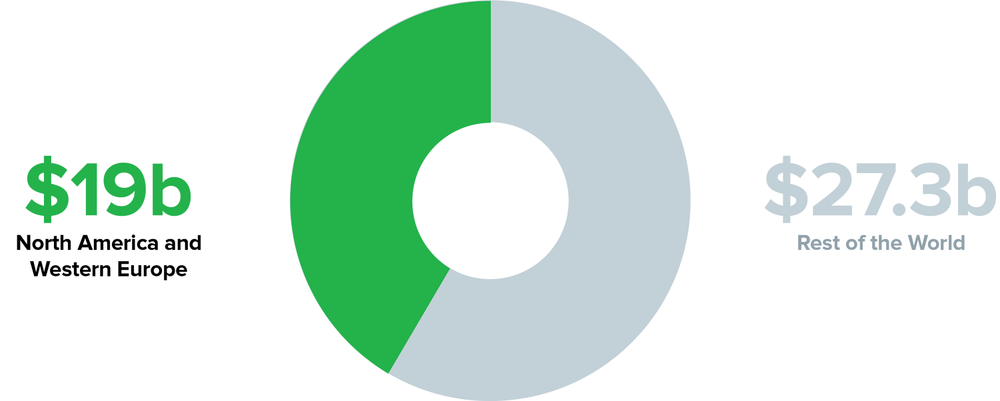 $19b
North America and
Western Europe
$27.3b
Rest of the World